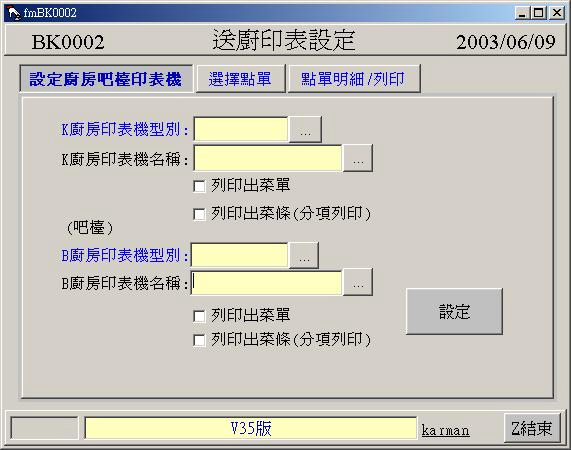 fmBK0002
BK0002 送廚印表設定 2003/06/09
設定廚房吧檯印表機 選擇點單 點單明細/列印
K廚房印表機型別: ...
K廚房印表機名稱: ...
列印出菜單
列印出菜條(分項列印)
(吧檯)
B廚房印表機型別: ...
B廚房印表機名稱: ...
列印出菜單
設定
列印出菜條(分項列印)
V35版 karman Z結束